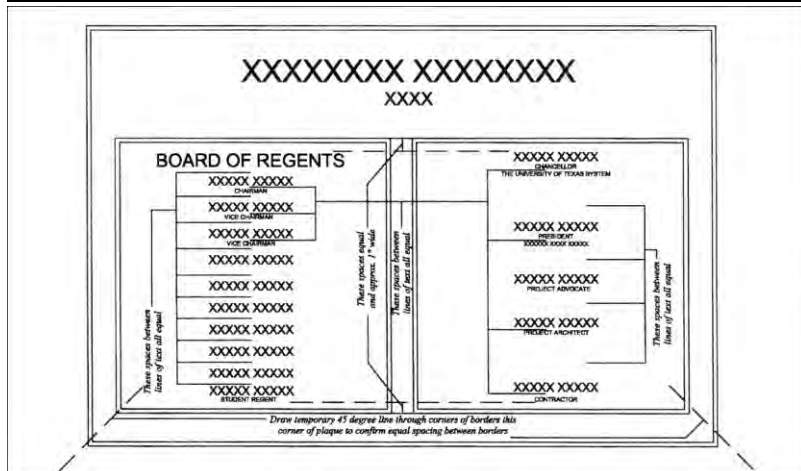 XXXXXXXX XXXXXXXX
XXXX
BOARD OF REGENTS
XXXXX XXXXX
CHAIRMAN
XXXXX XXXXX
VICE CHAIRMAN
XXXXX XXXXX
VICE CHAIRMAN
XXXXX XXXXX
XXXXX XXXXX
XXXXX XXXXX
XXXXX XXXXX
XXXXX XXXXX
XXXXX XXXXX
STUDENT REGENT
These spaces between
lines of text all equal
These spaces equal
and approx. 1" wide
These spaces between
lines of text all equal
XXXXX XXXXX
CHANCELLOR
THE UNIVERSITY OF TEXAS SYSTEM
XXXXX XXXXX
PRESIDENT
XXXXXX XXXX XXXXX
XXXXX XXXXX
PROJECT ADVOCATE
XXXXX XXXXX
PROJECT ARCHITECT
XXXXX XXXXX
CONTRACTOR
These spaces between
lines of text all equal
Draw temporary 45 degree line through corners of borders this
corner of plaque to confirm equal spacing between borders